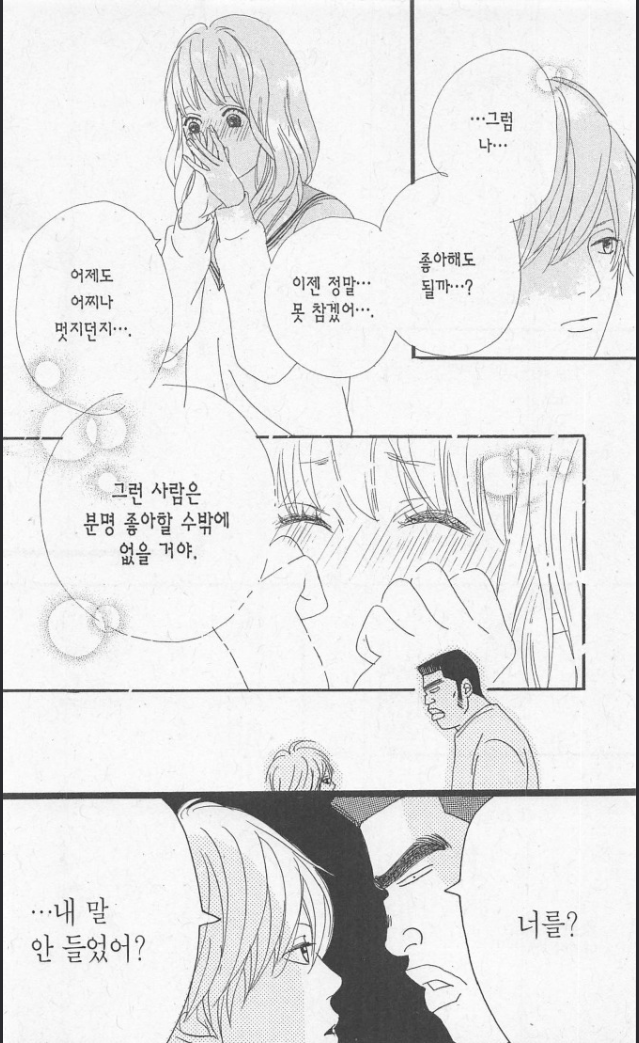 …그럼
나…
좋아해도
될까…?
이젠 정말…
못 참겠어….
어제도
어찌나
멋지던지….
그런 사람은
분명 좋아할 수밖에
없을 거야.
너를?
…내 말
안 들었어?